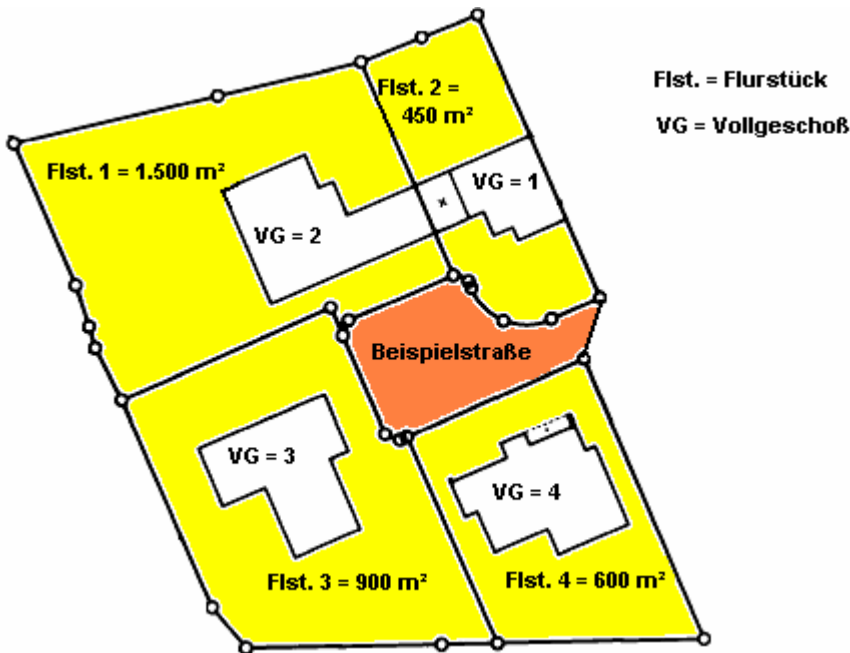 Flst. 2 =
450 m²
Flst. = Flurstück
VG = Vollgeschoß
Flst. 1 = 1.500 m²
VG = 1
x
VG = 2
Beispielstraße
VG = 3
VG = 4
Flst. 3 = 900 m²
Flst. 4 = 600 m²